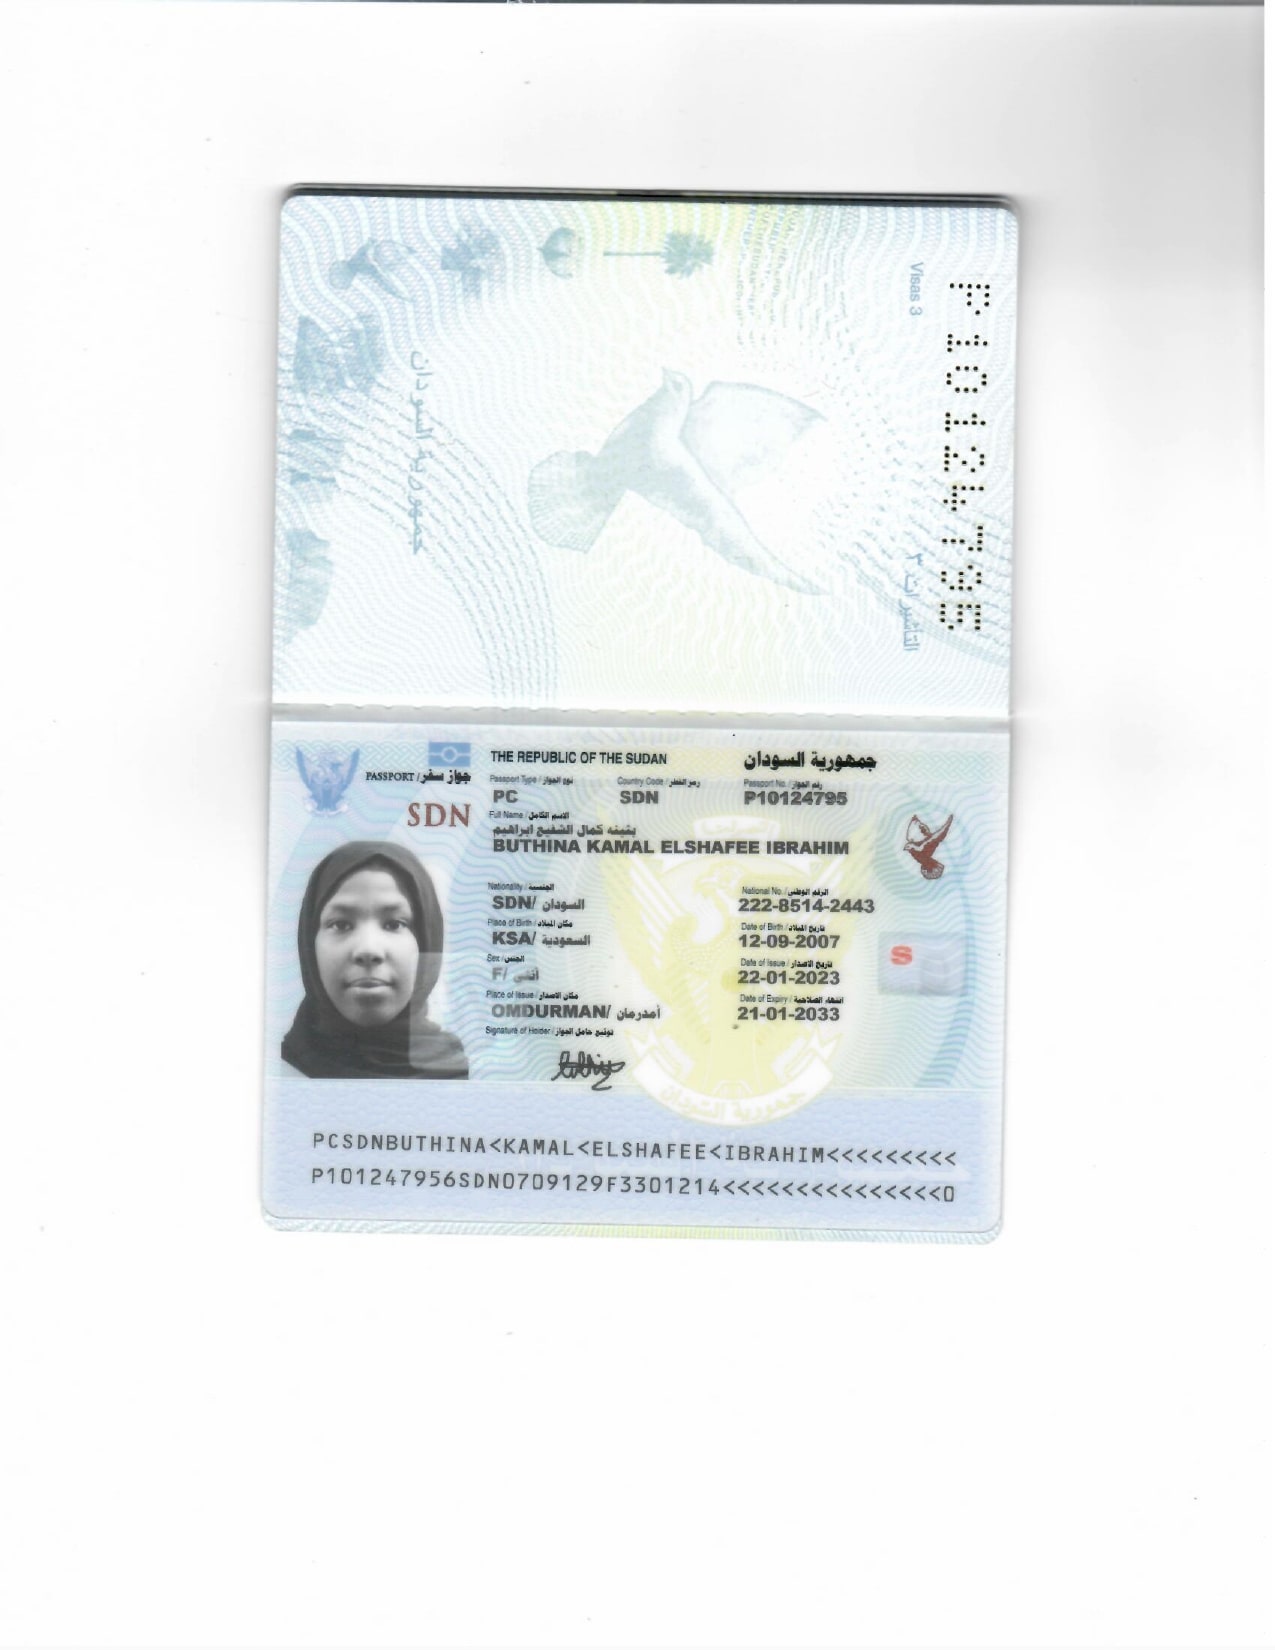 Visas 3
التأشيرات ٣
P10124795
جمهورية السودان
PASSPORT / جواز سفر
SDN
THE REPUBLIC OF THE SUDAN
جمهورية السودان
Passport Type / نوع الجواز
Country Code / رمز القطر
Passport No. / رقم الجواز
PC
SDN
P10124795
Full Name / الاسم الكامل
بثينه كمال الشفيع ابراهيم
BUTHINA KAMAL ELSHAFEE IBRAHIM
Nationality / الجنسية
National No. / الرقم الوطني
SDN/ السودان
222-8514-2443
Place of Birth / مكان الميلاد
Date of Birth / تاريخ الميلاد
KSA/ السعودية
12-09-2007
Sex / الجنس
Date of Issue / تاريخ الاصدار
F/ أنثى
22-01-2023
Place of Issue / مكان الاصدار
Date of Expiry / انتهاء الصلاحية
OMDURMAN/ أمدرمان
21-01-2033
Signature of Holder / توقيع حامل الجواز
S
جمهورية السودان
PCSDNBUTHINA<KAMAL<ELSHAFEE<IBRAHIM<<<<<<<<<
P101247956SDN0709129F3301214<<<<<<<<<<<<<<<0